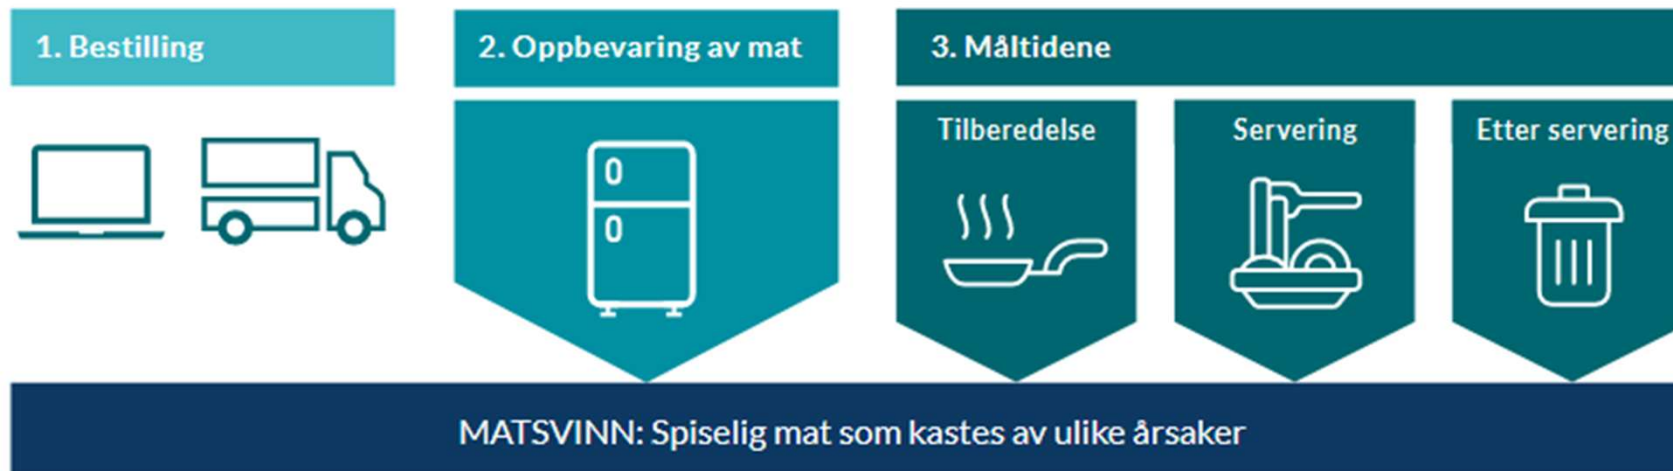 1. Bestilling
2. Oppbevaring av mat
3. Måltidene
Tilberedelse
Servering
Etter servering
MATSVINN: Spiselig mat som kastes av ulike årsaker